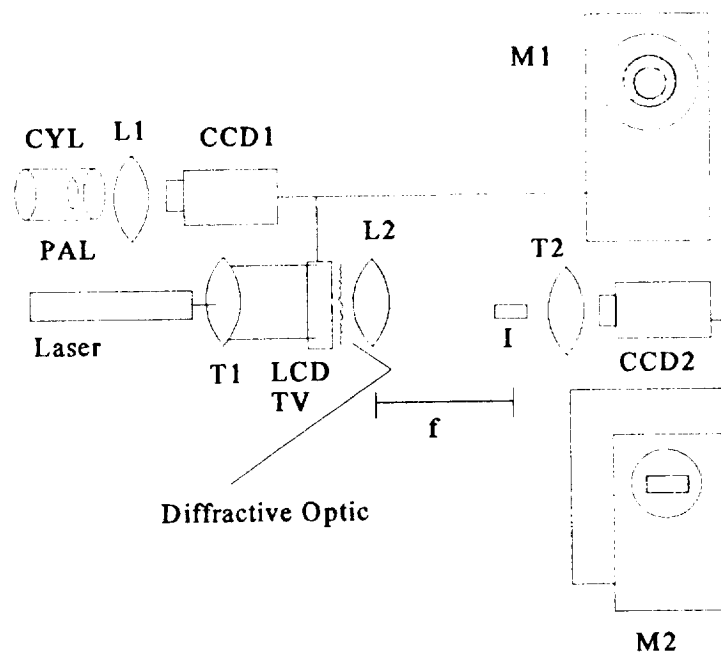 M1
CYL
L1
CCD1
PAL
L2
T2
Laser
T1
LCD
TV
I
CCD2
f
Diffractive Optic
M2